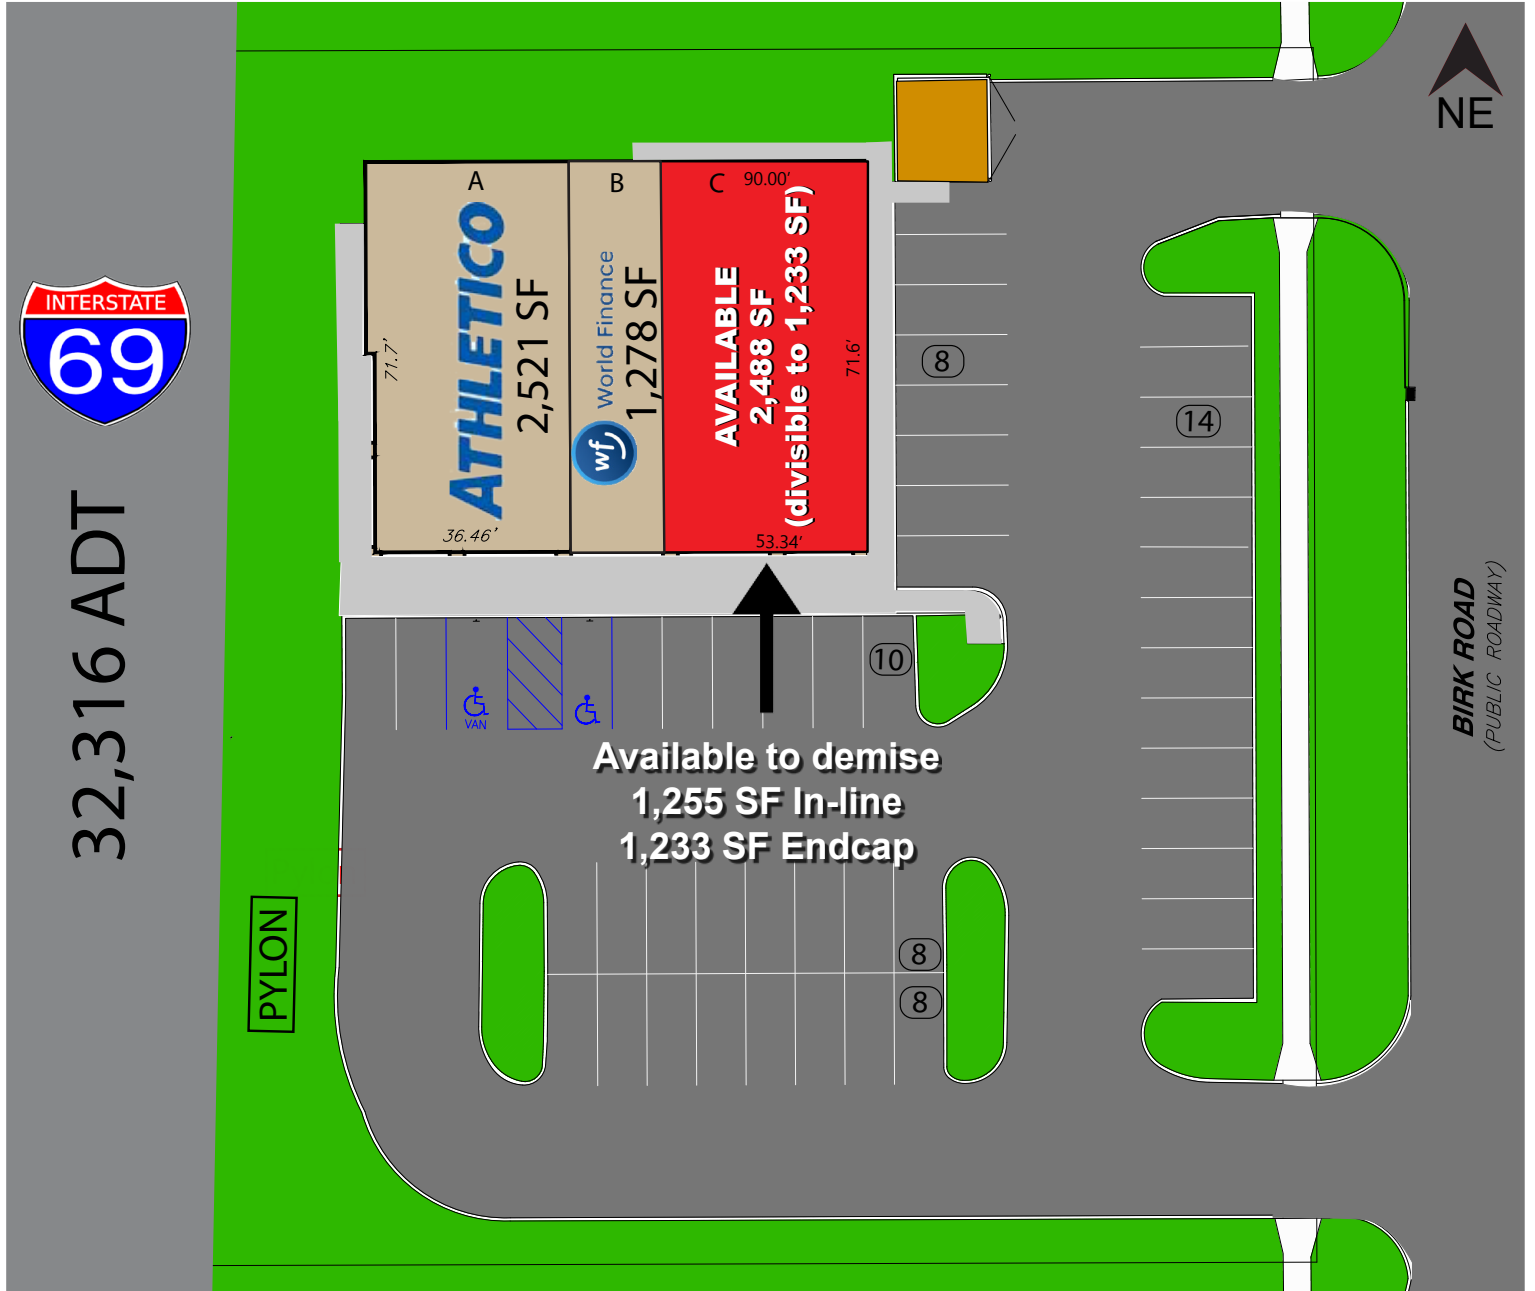 NE
A
B
C
90.00'
ATHLETICO
2,521 SF
World Finance
wf
1,278 SF
AVAILABLE
2,488 SF
(divisible to 1,233 SF)
71.7'
71.6'
36.46'
53.34'
INTERSTATE
69
32,316 ADT
8
14
10
VAN
Available to demise
1,255 SF In-line
1,233 SF Endcap
8
8
PYLON
BIRK ROAD
(PUBLIC ROADWAY)